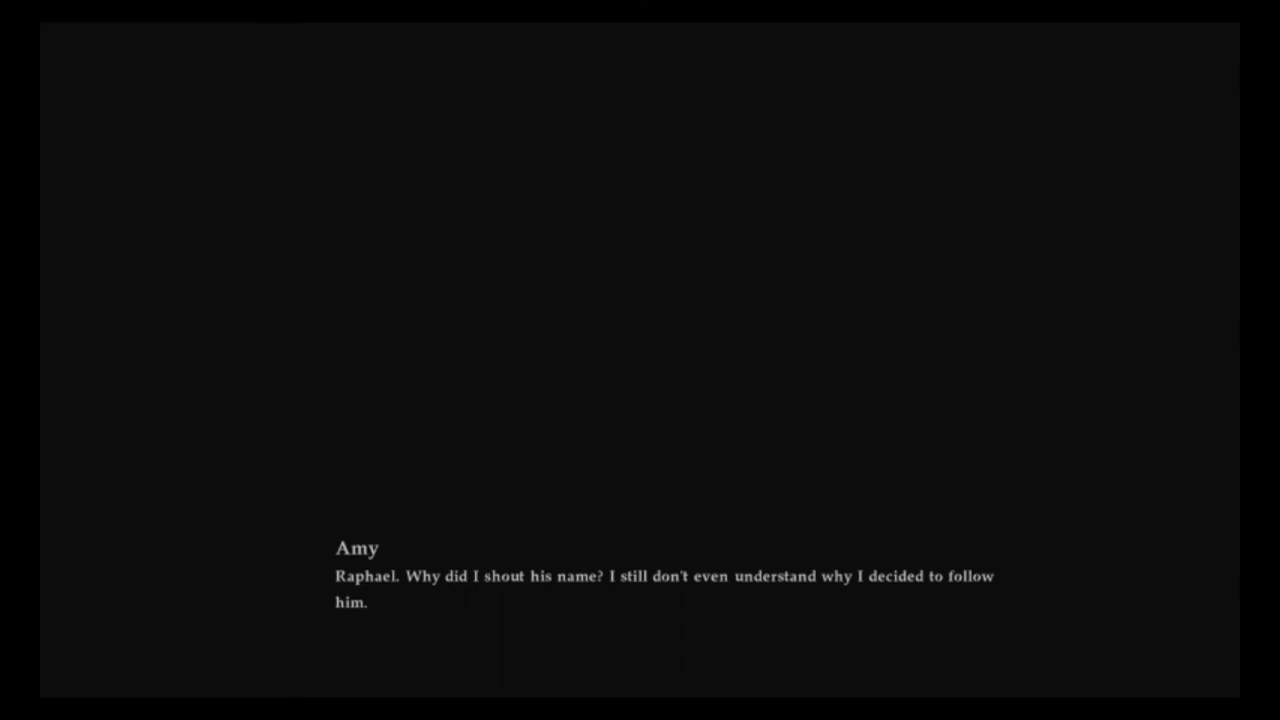 Amy
Raphael. Why did I shout his name? I still don't even understand why I decided to follow
him.